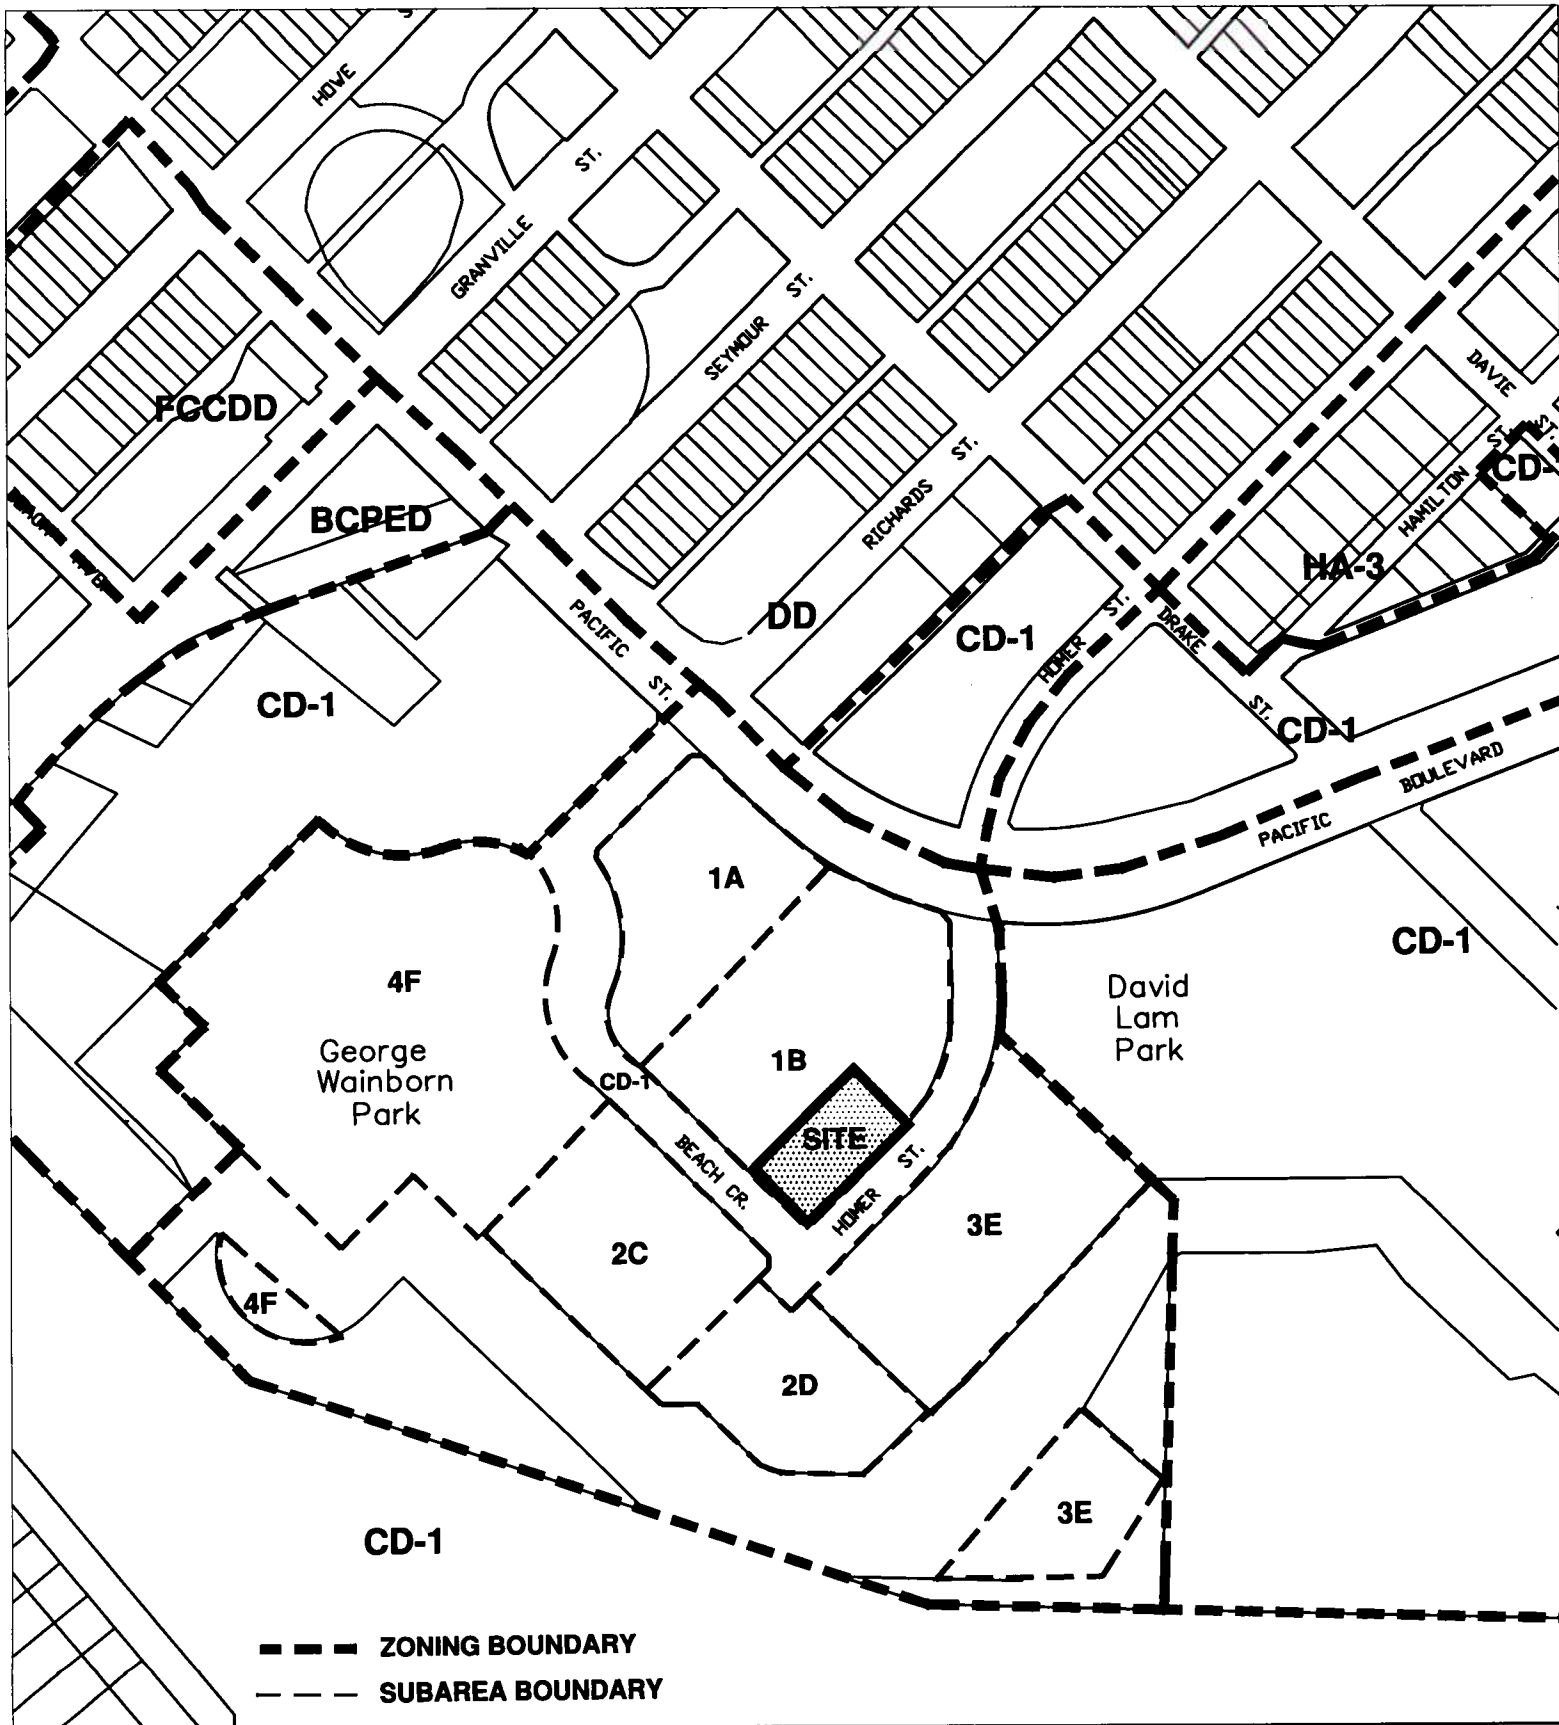 HOWE
ST.
GRANVILLE
ST.
SEYMOUR
DAVIE
FCCDD
ST.
ST.
CD-
RICHARDS
HAMILTON
BCPED
HA-3
PACIFIC
ST.
DD
ST.
DRAKE
CD-1
HOMER
ST.
CD-1
CD-1
BOULEVARD
PACIFIC
1A
CD-1
4F
David
Lam
Park
George
Wainborn
Park
1B
CD-1
SITE
BEACH CR.
ST.
HOMER
3E
2C
4F
2D
3E
CD-1
ZONING BOUNDARY
SUBAREA BOUNDARY